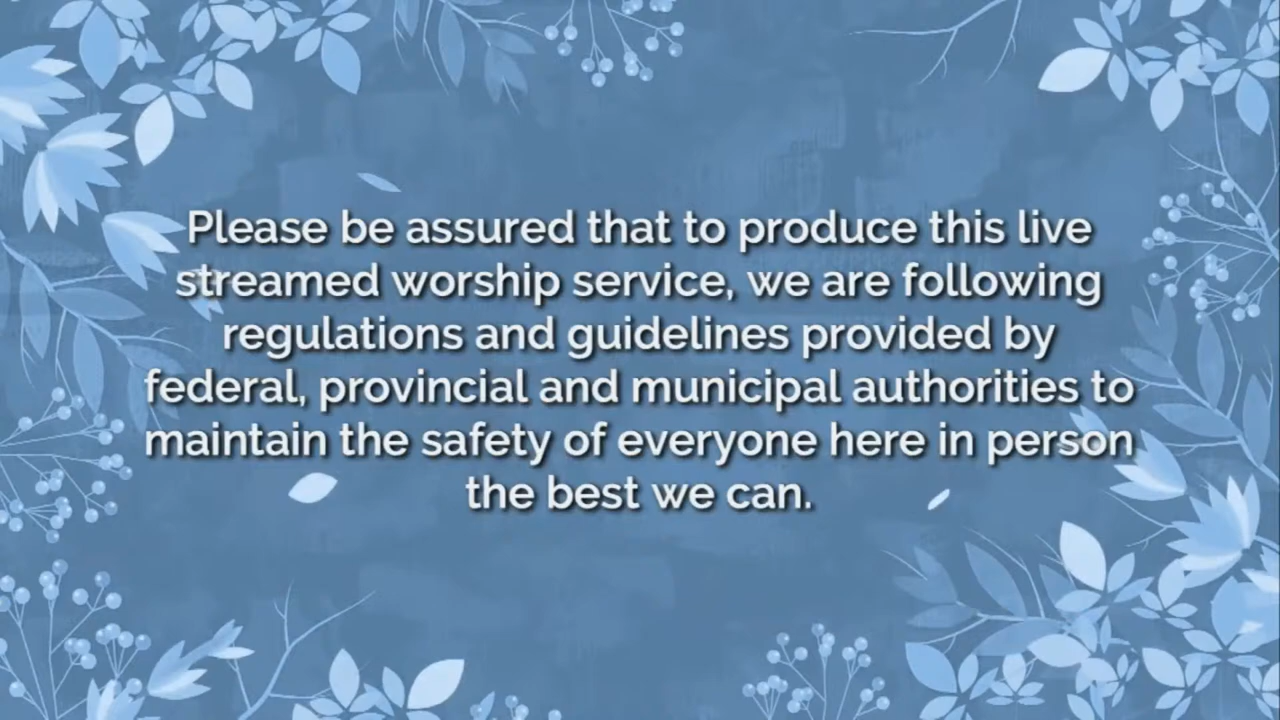 Please be assured that to produce this live
streamed worship service, we are following
regulations and guidelines provided by
federal, provincial and municipal authorities to
maintain the safety of everyone here in person
the best we can.